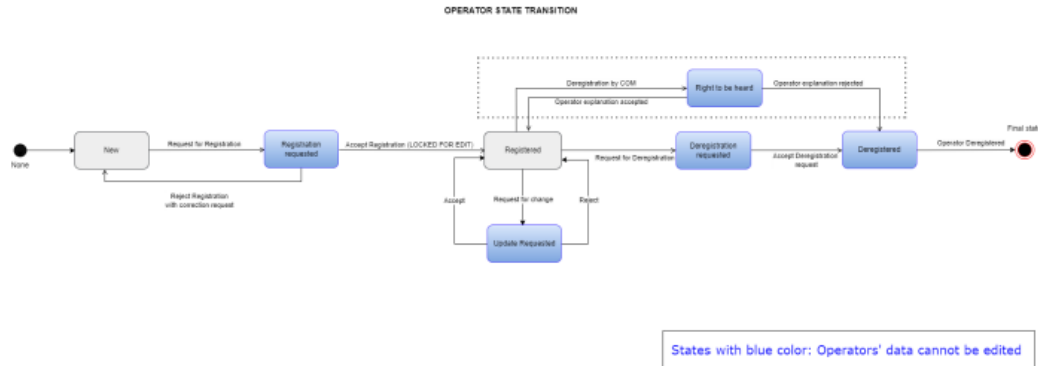 OPERATOR STATE TRANSITION
Deregistration by COM
Right to be heard
Operator explanation rejected
Operator explanation accepted
Final stat
None
New
Request for Registration
Registration
requested
Accept Registration (LOCKED FOR EDIT)
Registered
Request for Deregistration
Deregistration
requested
Accept Deregistration
request
Deregistered
Operator Deregistered
Reject Registration
with correction request
Accept
Request for change
Reject
Update Requested
States with blue color: Operators' data cannot be edited